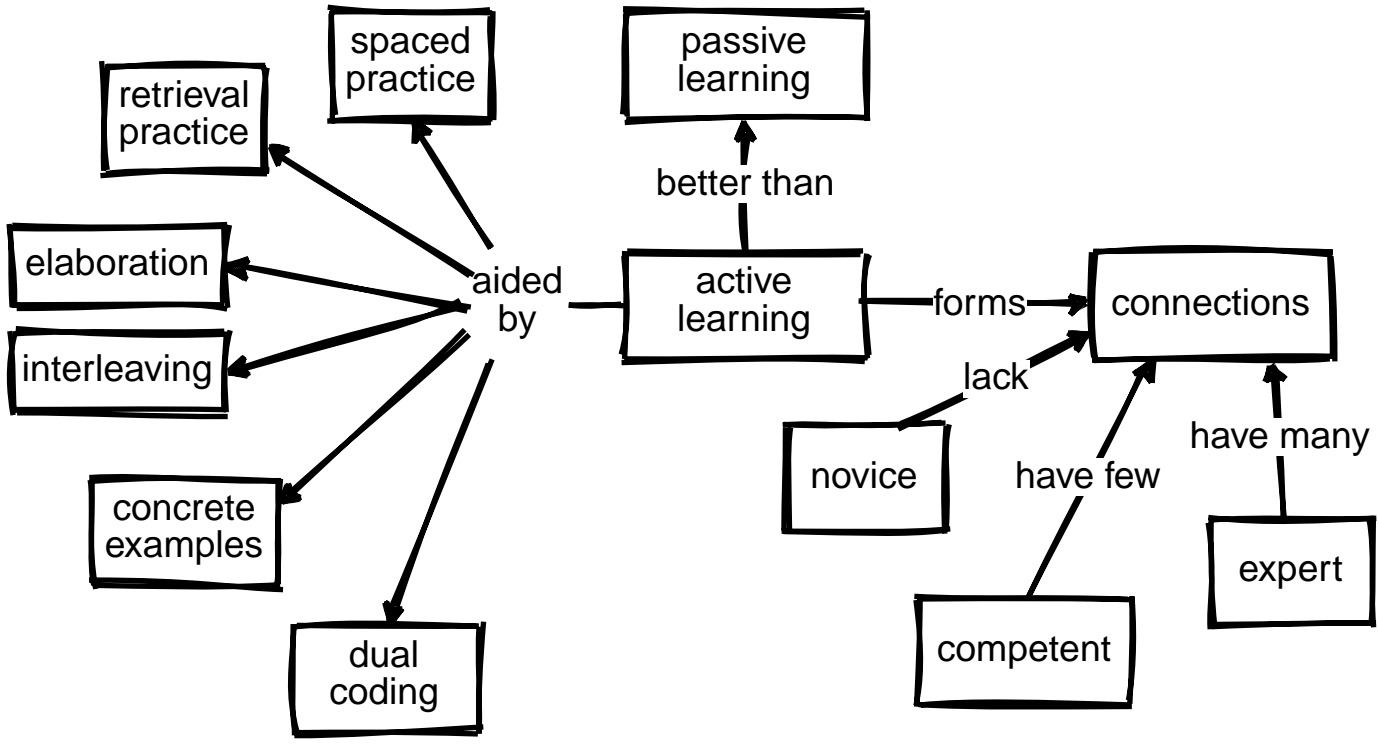 spaced
practice
passive
learning
retrieval
practice
better than
elaboration
aided
by
active
learning
forms
connections
interleaving
lack
novice
have few
have many
concrete
examples
expert
dual
coding
competent